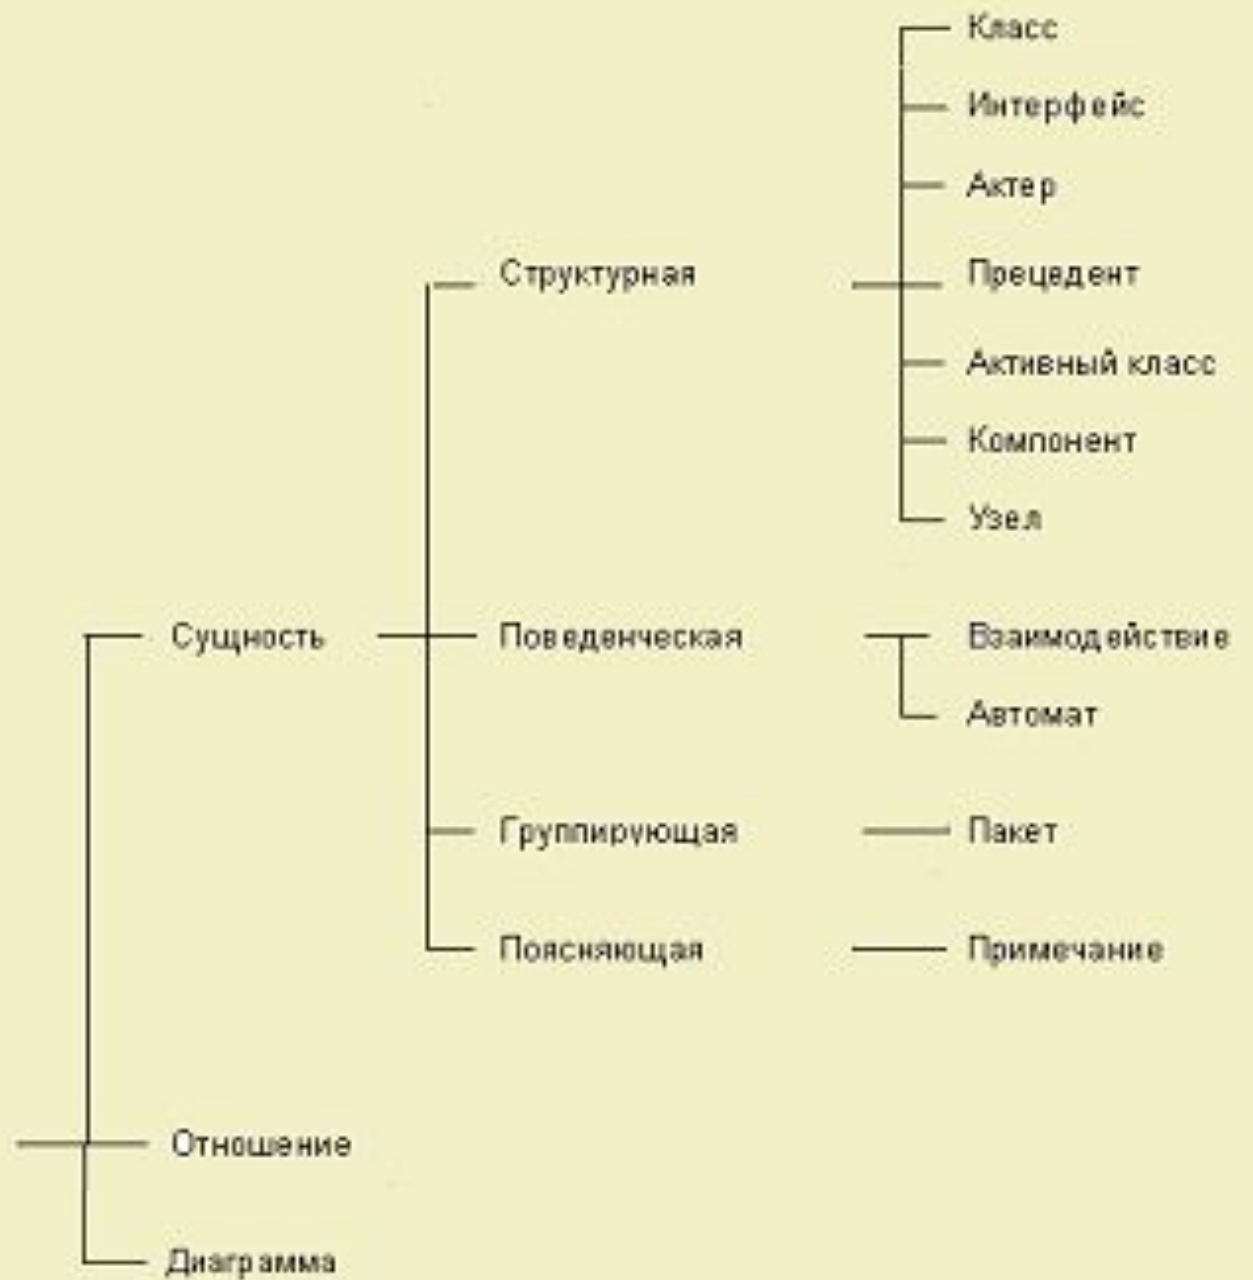 Класс
Интерфейс
Актер
Структурная
Прецедент
Активный класс
Компонент
Узел
Сущность
Поведенческая
Взаимодействие
Автомат
Группирующая
Пакет
Поясняющая
Примечание
Отношение
Диаграмма